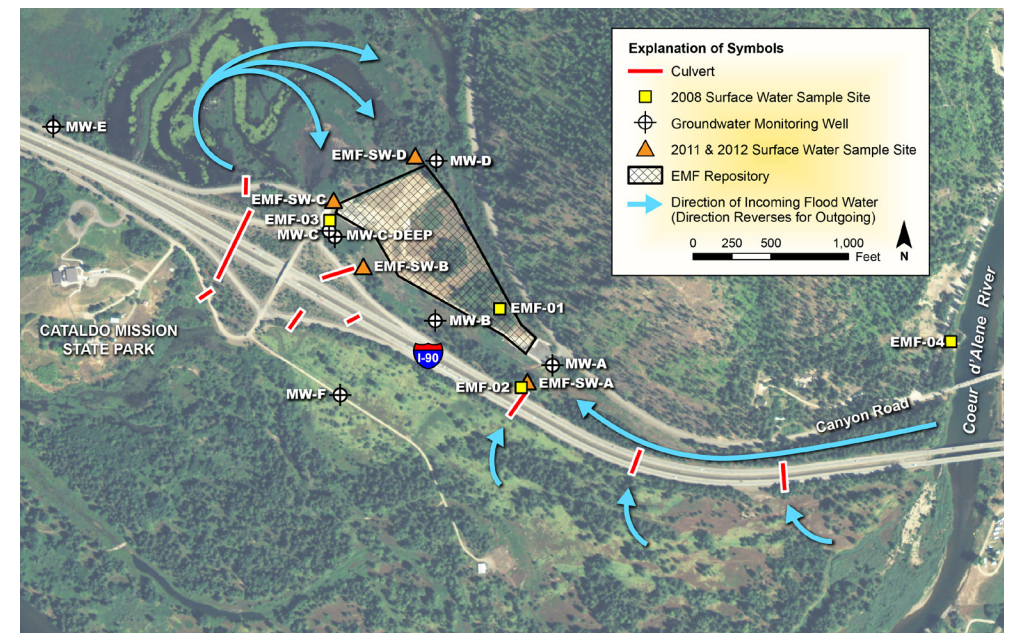 Explanation of Symbols
Culvert
2008 Surface Water Sample Site
Groundwater Monitoring Well
2011 & 2012 Surface Water Sample Site
EMF Repository
Direction of Incoming Flood Water
(Direction Reverses for Outgoing)
0 250 500 1,000
Feet
N
MW-E
EMF-SW-D
MW-D
EMF-SW-C
EMF-03
MW-C
MW-C-DEEP
EMF-SW-B
EMF-01
MW-B
CATALDO MISSION
STATE PARK
I-90
MW-A
EMF-02
EMF-SW-A
MW-F
EMF-04
Canyon Road
Coeur d'Alene River